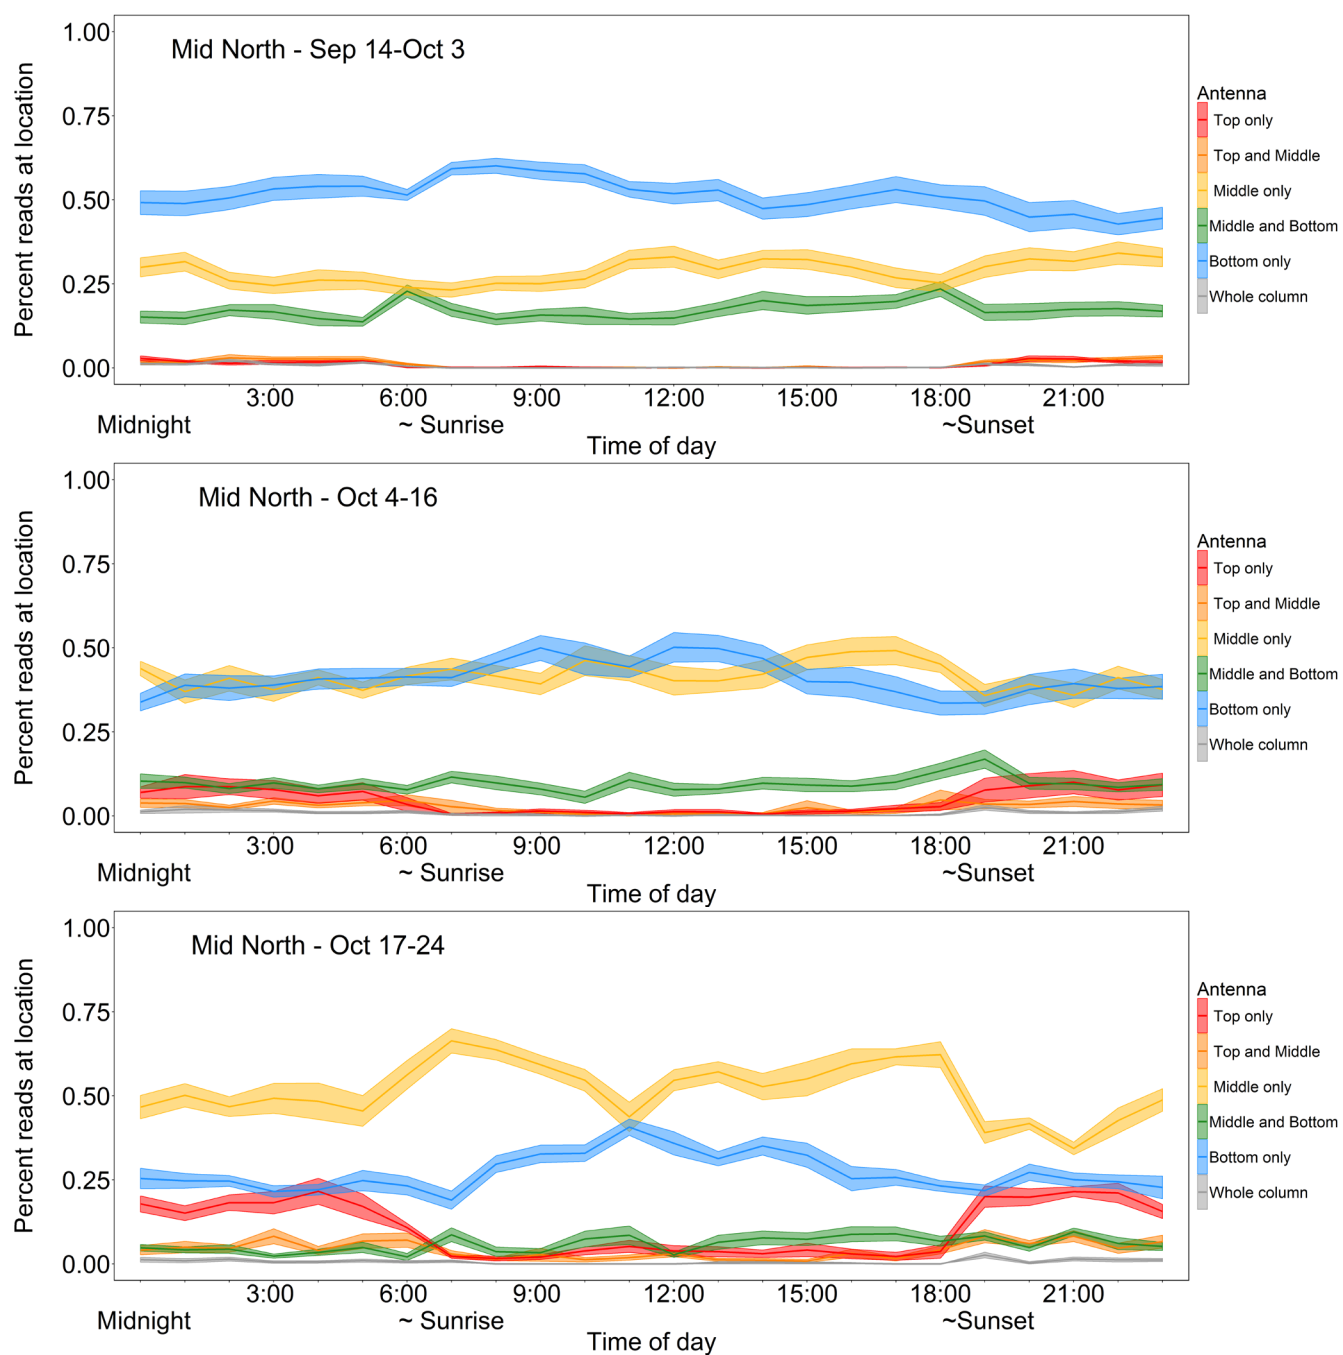 Mid North - Sep 14-Oct 3
Percent reads at location
1.00
0.75
0.50
0.25
0.00
3:00 6:00 9:00 12:00 15:00 18:00 21:00
Midnight ~ Sunrise ~Sunset
Time of day
Antenna
Top only
Top and Middle
Middle only
Middle and Bottom
Bottom only
Whole column
Mid North - Oct 4-16
Percent reads at location
1.00
0.75
0.50
0.25
0.00
3:00 6:00 9:00 12:00 15:00 18:00 21:00
Midnight ~ Sunrise ~Sunset
Time of day
Antenna
Top only
Top and Middle
Middle only
Middle and Bottom
Bottom only
Whole column
Mid North - Oct 17-24
Percent reads at location
1.00
0.75
0.50
0.25
0.00
3:00 6:00 9:00 12:00 15:00 18:00 21:00
Midnight ~ Sunrise ~Sunset
Time of day
Antenna
Top only
Top and Middle
Middle only
Middle and Bottom
Bottom only
Whole column